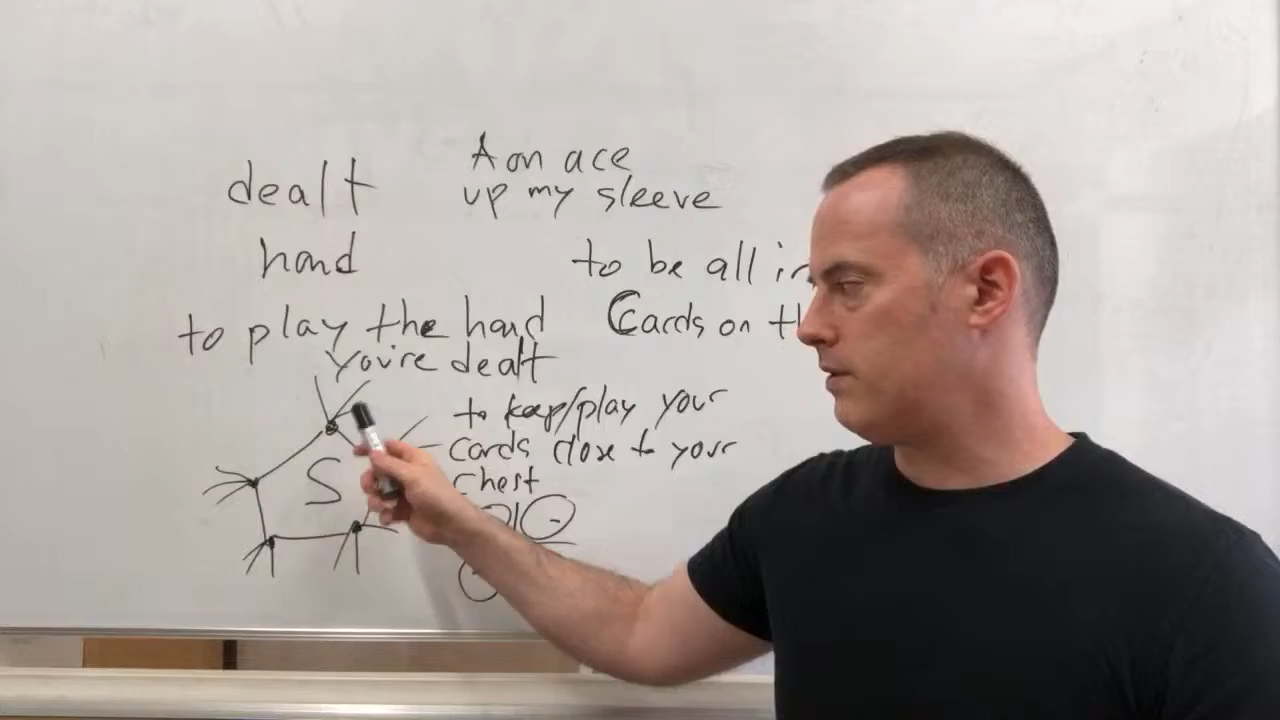 dealt
A on ace
up my sleeve
hand
to be all in
to play the hand
you're dealt
Cards on th
to keep/play your
cards close to your
chest
S